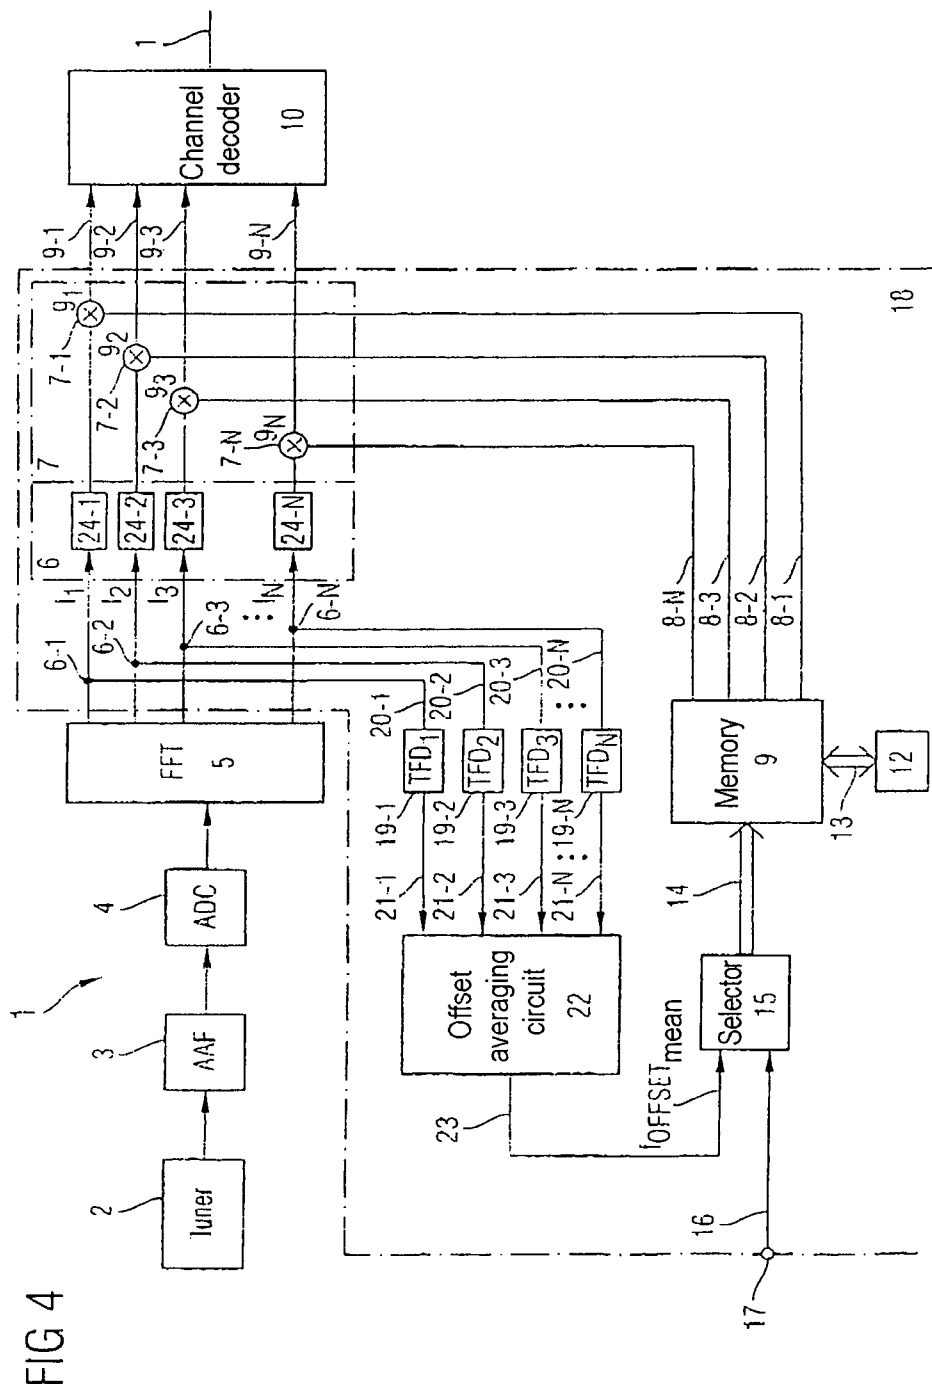 FIG 4
1
2
Tuner
3
AAF
4
ADC
FFT
5
6-1
6-2
6-3
6-N
I1
I2
I3
...IN
6
24-1
24-2
24-3
24-N
7
7-1
7-2
7-3
7-N
g1
g2
g3
gN
9-1
9-2
9-3
9-N
Channel
decoder
10
1
18
20-1
20-2
20-3
20-N
...
TFD1
TFD2
TFD3
TFDN
19-1
19-2
19-3
19-N
...
21-1
21-2
21-3
21-N
Offset
averaging
circuit
22
23
fOFFSETmean
8-N
8-3
8-2
8-1
Memory
9
12
13
14
Selector
15
16
17